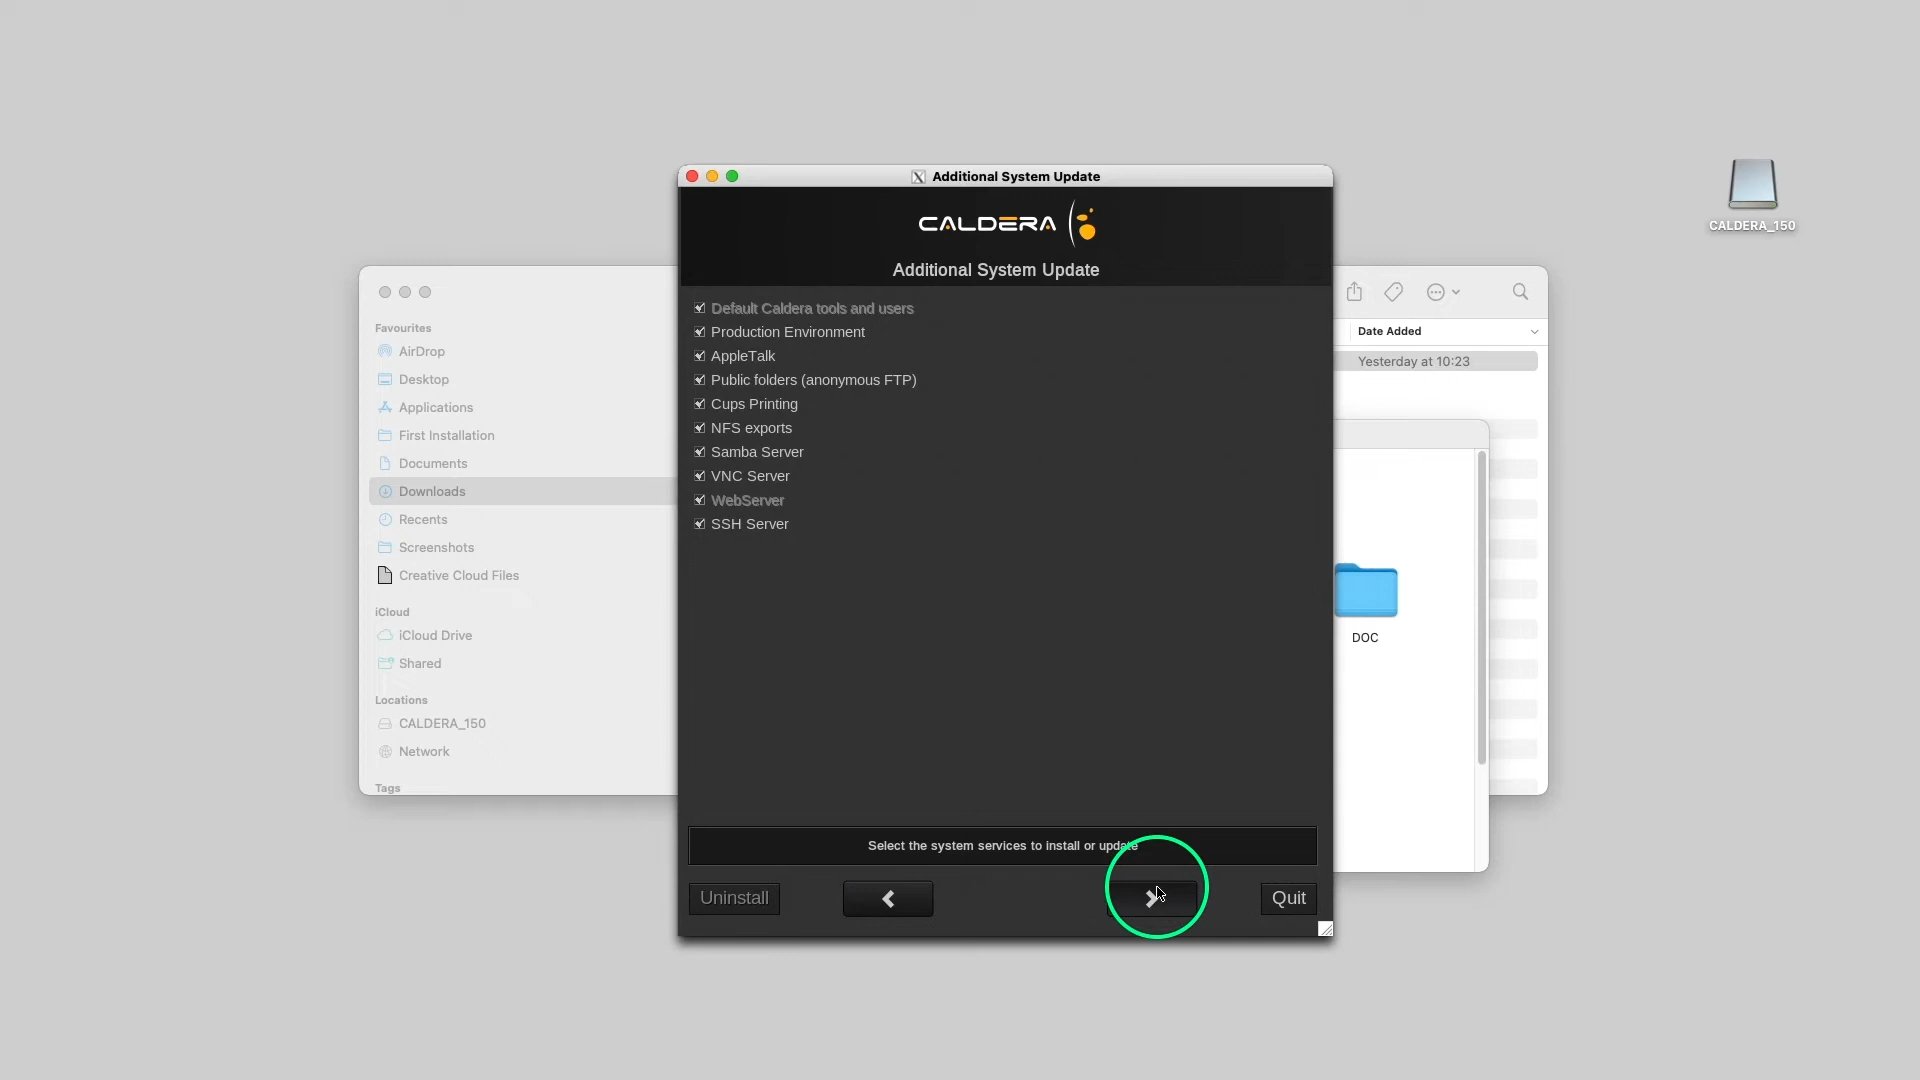 Additional System Update
CALDERA
Additional System Update
Default Caldera tools and users
Production Environment
AppleTalk
Public folders (anonymous FTP)
Cups Printing
NFS exports
Samba Server
VNC Server
WebServer
SSH Server
Select the system services to install or update
Uninstall
Quit
Favourites
AirDrop
Desktop
Applications
First Installation
Documents
Downloads
Recents
Screenshots
Creative Cloud Files
iCloud
iCloud Drive
Shared
Locations
CALDERA_150
Network
Tags
Date Added
Yesterday at 10:23
DOC
CALDERA_150